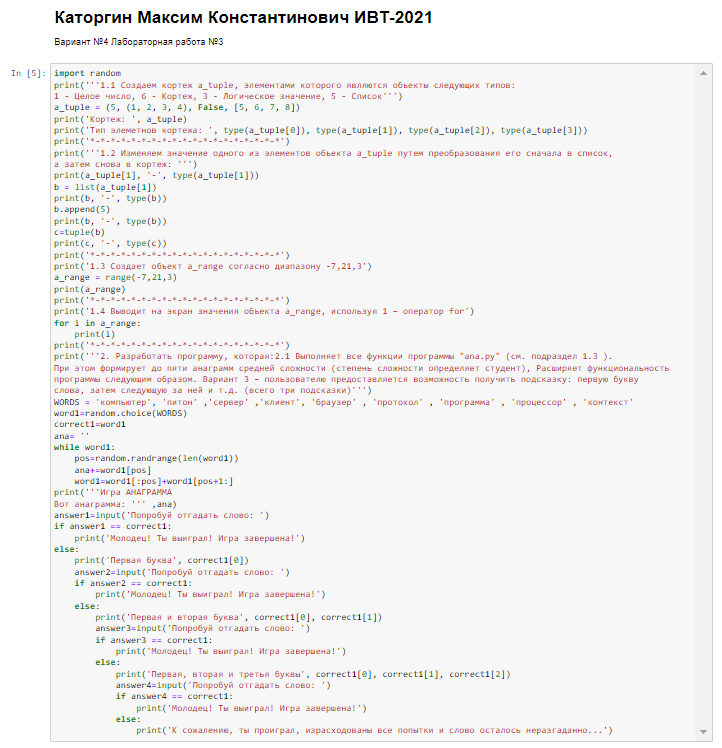 Каторгин Максим Константинович ИВТ-2021
Вариант №4 Лабораторная работа №3
In [5]: import random
print('''1.1 Создаем кортеж a_tuple, элементами которого являются объекты следующих типов:
1 - Целое число, 6 - Кортеж, 3 - Логическое значение, 5 - Список''')
a_tuple = (5, (1, 2, 3, 4), False, [5, 6, 7, 8])
print('Кортеж: ', a_tuple)
print('Тип элеметнов кортежа: ', type(a_tuple[0]), type(a_tuple[1]), type(a_tuple[2]), type(a_tuple[3]))
print('*-*-*-*-*-*-*-*-*-*-*-*-*-*-*-*-*-*-*')
print('''1.2 Изменяем значение одного из элементов объекта a_tuple путем преобразования его сначала в список,
а затем снова в кортеж: ''')
print(a_tuple[1], '-', type(a_tuple[1]))
b = list(a_tuple[1])
print(b, '-', type(b))
b.append(5)
print(b, '-', type(b))
c=tuple(b)
print(c, '-', type(c))
print('*-*-*-*-*-*-*-*-*-*-*-*-*-*-*-*-*-*-*')
print('1.3 Создает объект a_range согласно диапазону -7,21,3')
a_range = range(-7,21,3)
print(a_range)
print('*-*-*-*-*-*-*-*-*-*-*-*-*-*-*-*-*-*-*')
print('1.4 Выводит на экран значения объекта a_range, используя 1 – оператор for')
for i in a_range:
    print(i)
print('*-*-*-*-*-*-*-*-*-*-*-*-*-*-*-*-*-*-*')
print('''2. Разработать программу, которая:2.1 Выполняет все функции программы "ana.py" (см. подраздел 1.3 ).
При этом формирует до пяти анаграмм средней сложности (степень сложности определяет студент), Расширяет функциональность
программы следующим образом. Вариант 3 – пользователю предоставляется возможность получить подсказку: первую букву
слова, затем следующую за ней и т.д. (всего три подсказки)''')
WORDS = 'компьютер', 'питон' ,'сервер' ,'клиент', 'браузер' , 'протокол' , 'программа' , 'процессор' , 'контекст'
word1=random.choice(WORDS)
correct1=word1
ana= ''
while word1:
    pos=random.randrange(len(word1))
    ana+=word1[pos]
    word1=word1[:pos]+word1[pos+1:]
print('''Игра АНАГРАММА
Вот анаграмма: ''' ,ana)
answer1=input('Попробуй отгадать слово: ')
if answer1 == correct1:
    print('Молодец! Ты выиграл! Игра завершена!')
else:
    print('Первая буква', correct1[0])
    answer2=input('Попробуй отгадать слово: ')
    if answer2 == correct1:
        print('Молодец! Ты выиграл! Игра завершена!')
    else:
        print('Первая и вторая буква', correct1[0], correct1[1])
        answer3=input('Попробуй отгадать слово: ')
        if answer3 == correct1:
            print('Молодец! Ты выиграл! Игра завершена!')
        else:
            print('Первая, вторая и третья буквы', correct1[0], correct1[1], correct1[2])
            answer4=input('Попробуй отгадать слово: ')
            if answer4 == correct1:
                print('Молодец! Ты выиграл! Игра завершена!')
            else:
                print('К сожалению, ты проиграл, израсходованы все попытки и слово осталось неразгаданно...')